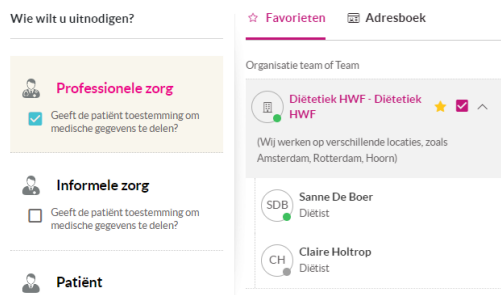 Wie wilt u uitnodigen?
Professionele zorg
Geeft de patiënt toestemming om
medische gegevens te delen?
Informele zorg
Geeft de patiënt toestemming om
medische gegevens te delen?
Patiënt
Favorieten
Adresboek
Organisatie team of Team
Diëtetiek HWF - Diëtetiek
HWF
(Wij werken op verschillende locaties, zoals
Amsterdam, Rotterdam, Hoorn)
SDB
Sanne De Boer
Diëtist
CH
Claire Holtrop
Diëtist